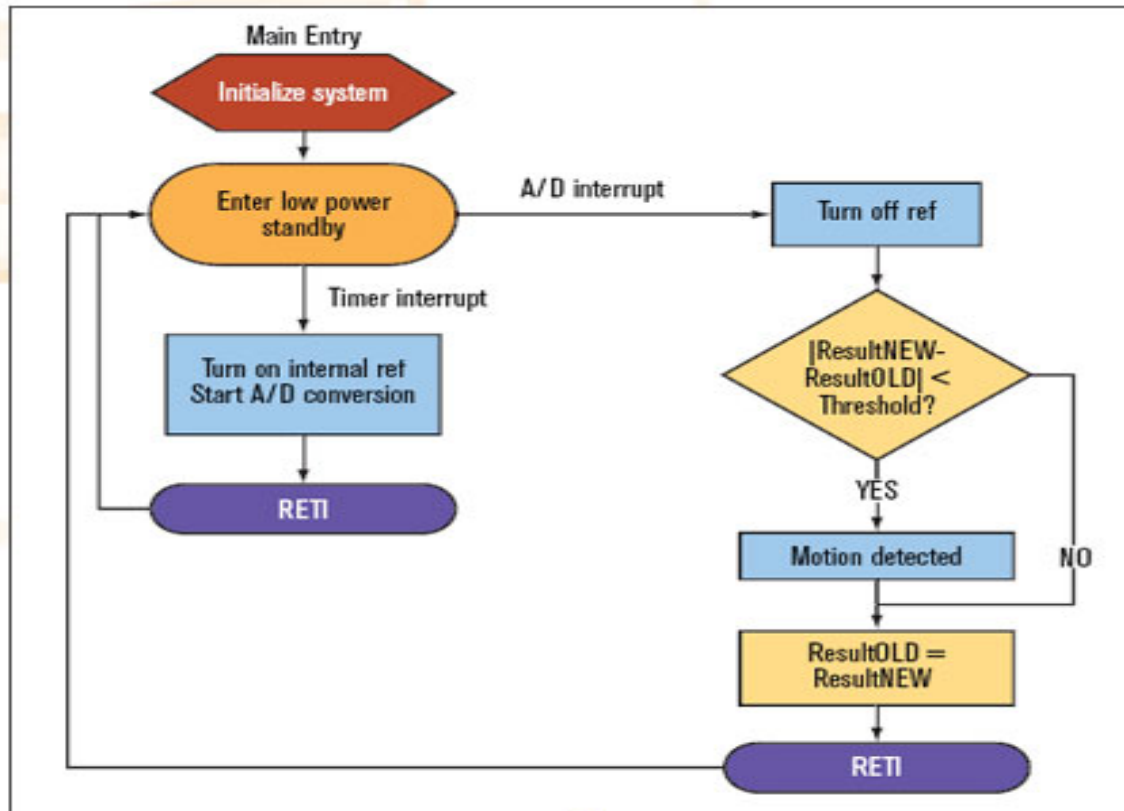 Main Entry
Initialize system
Enter low power
standby
A/D interrupt
Timer interrupt
Turn on internal ref
Start A/D conversion
RETI
Turn off ref
|ResultNEW-
ResultOLD| <
Threshold?
YES
NO
Motion detected
ResultOLD =
ResultNEW
RETI